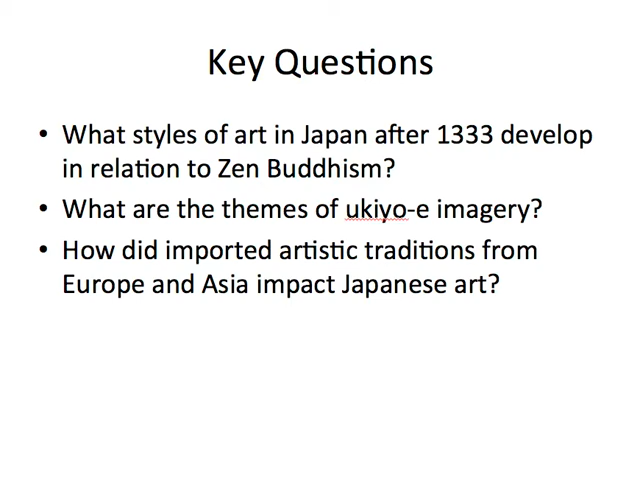 Key Questions
• What styles of art in Japan after 1333 develop
in relation to Zen Buddhism?
• What are the themes of ukiyo-e imagery?
• How did imported artistic traditions from
Europe and Asia impact Japanese art?